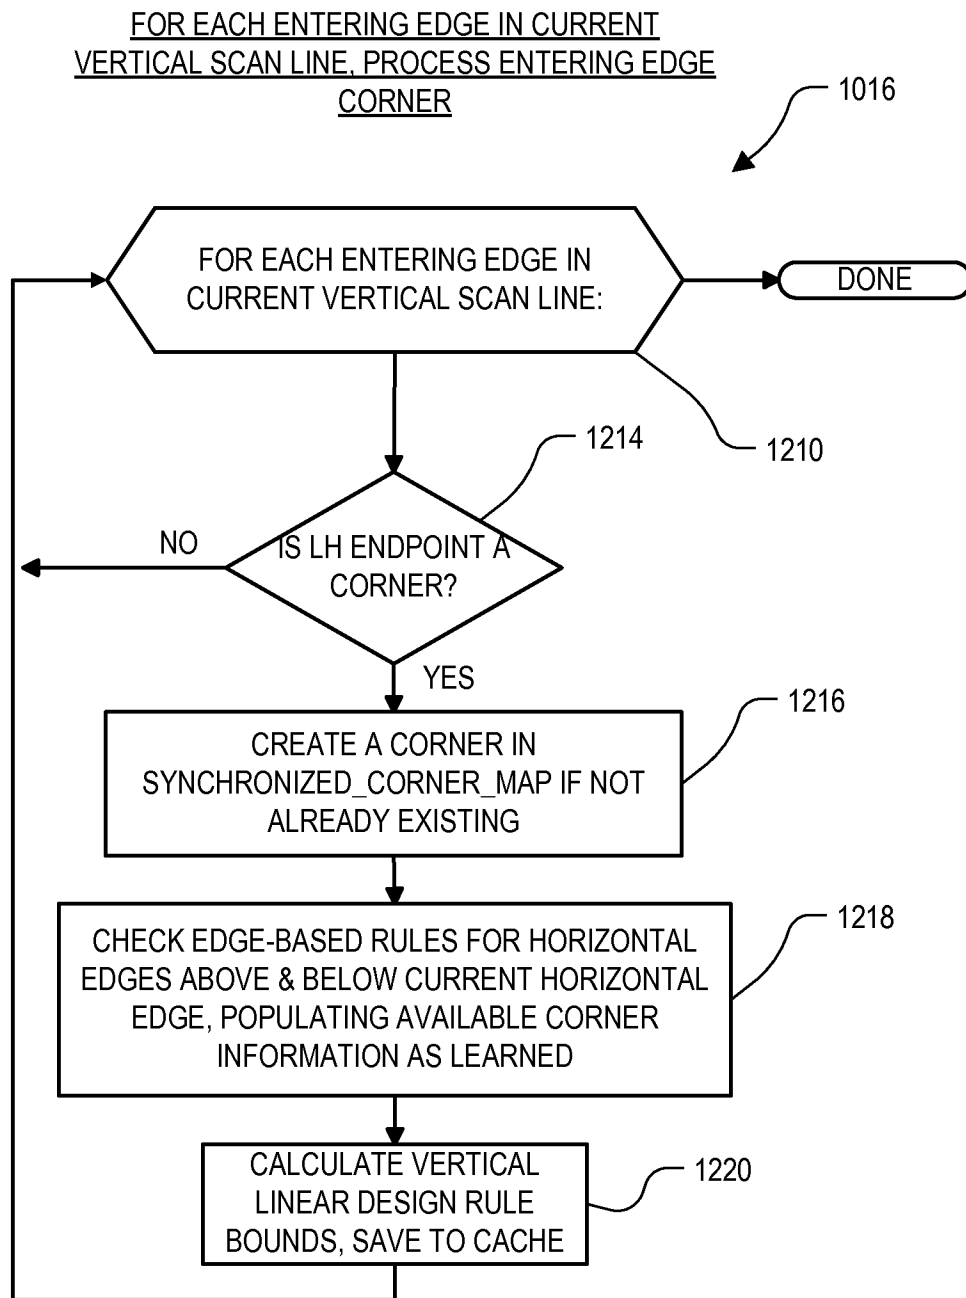 FOR EACH ENTERING EDGE IN CURRENT
VERTICAL SCAN LINE, PROCESS ENTERING EDGE
CORNER
1016
FOR EACH ENTERING EDGE IN
CURRENT VERTICAL SCAN LINE:
DONE
1210
1214
NO
IS LH ENDPOINT A
CORNER?
YES
1216
CREATE A CORNER IN
SYNCHRONIZED_CORNER_MAP IF NOT
ALREADY EXISTING
1218
CHECK EDGE-BASED RULES FOR HORIZONTAL
EDGES ABOVE & BELOW CURRENT HORIZONTAL
EDGE, POPULATING AVAILABLE CORNER
INFORMATION AS LEARNED
1220
CALCULATE VERTICAL
LINEAR DESIGN RULE
BOUNDS, SAVE TO CACHE